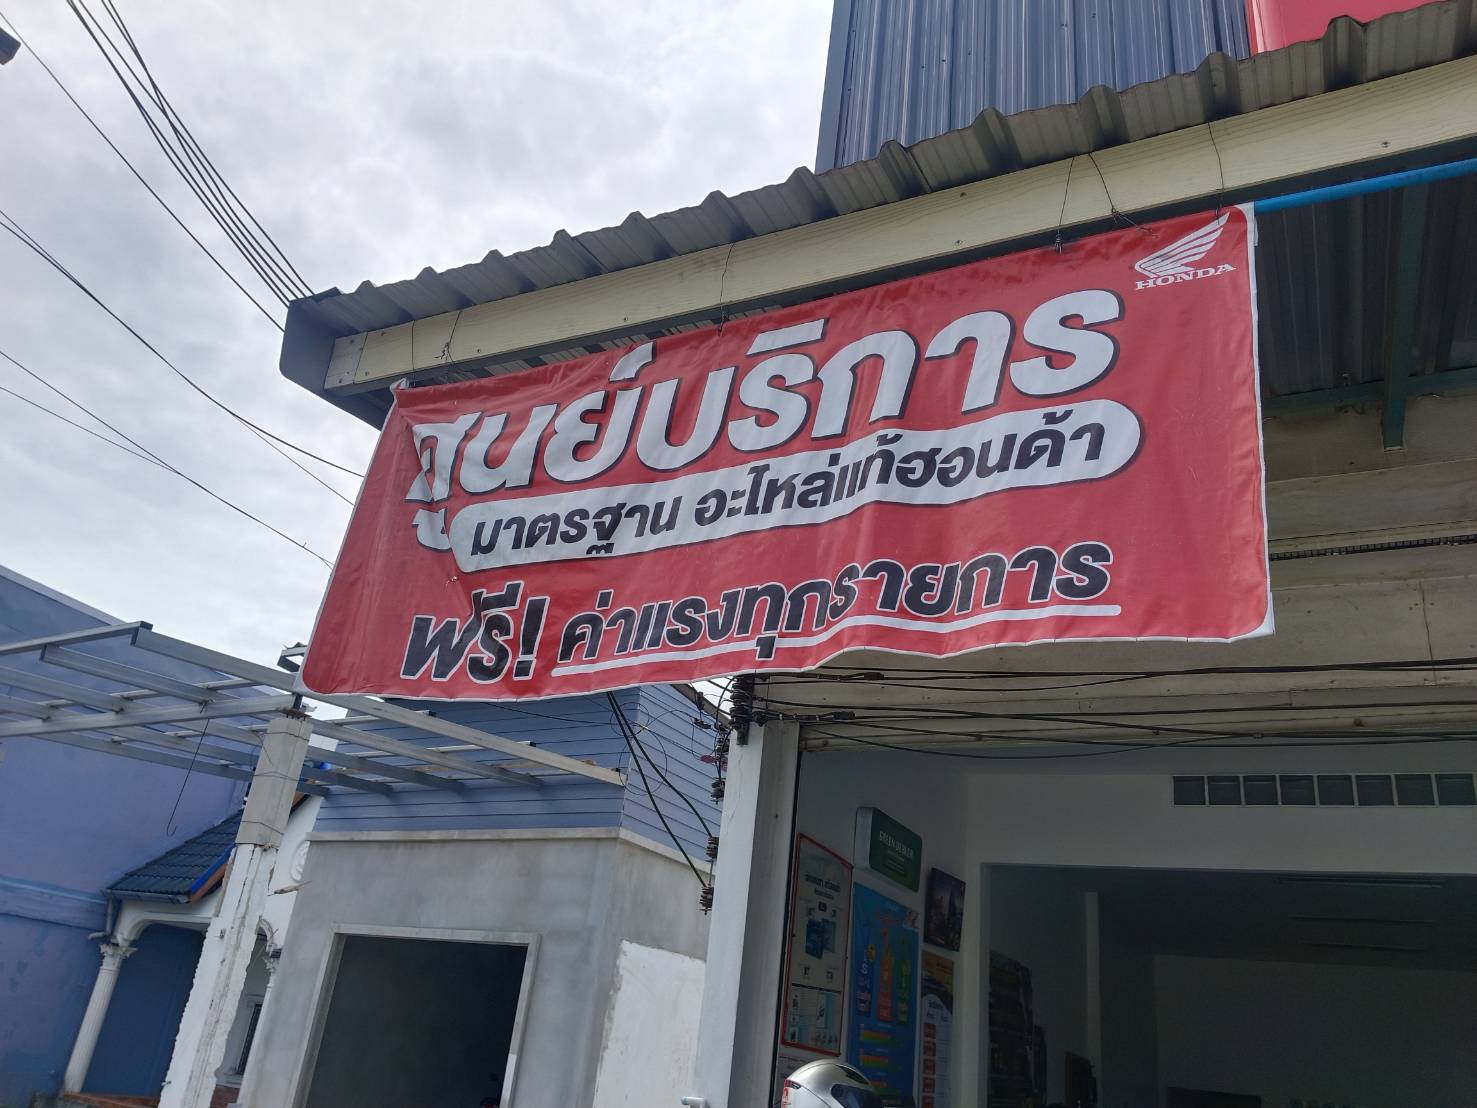 HONDA
ศูนย์บริการ
มาตรฐาน อะไหล่แท้ฮอนด้า
ฟรี! ค่าแรงทุกรายการ
GREEN DEALER